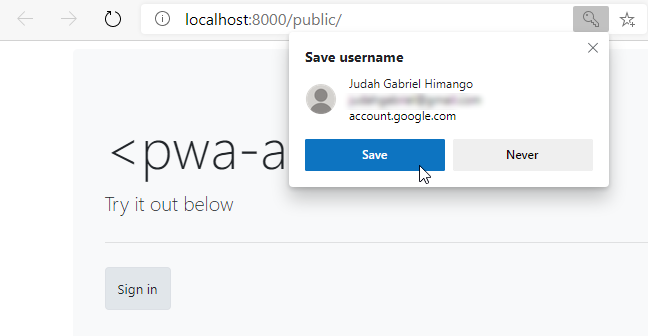 localhost:8000/public/
Save username
Judah Gabriel Himango
account.google.com
Save
Never
<pwa-a
Try it out below
Sign in